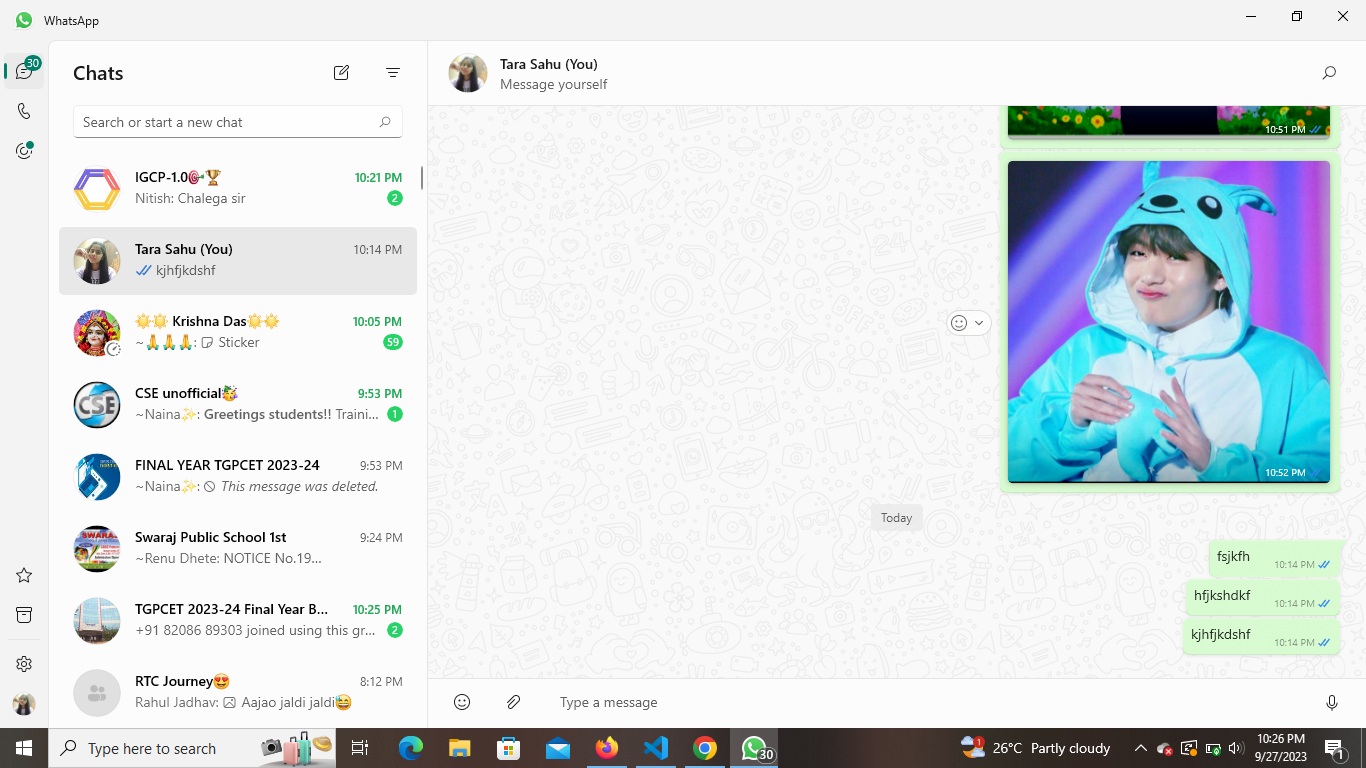 WhatsApp
30
Chats
Search or start a new chat
IGCP-1.0🎯🏆 10:21 PM
Nitish: Chalega sir 2
Tara Sahu (You) 10:14 PM
kjhfjkdshf
☀️☀️ Krishna Das☀️☀️ 10:05 PM
~🙏🙏🙏: Sticker 59
CSE
CSE unofficial🥳 9:53 PM
~Naina✨: Greetings students!! Traini... 1
FINAL YEAR TGPCET 2023-24 9:53 PM
~Naina✨: This message was deleted.
SWARAJ
Swaraj Public School 1st 9:24 PM
~Renu Dhete: NOTICE No.19...
TGPCET 2023-24 Final Year B... 10:25 PM
+91 82086 89303 joined using this gr... 2
RTC Journey😍 8:12 PM
Rahul Jadhav: Aajao jaldi jaldi😅
Tara Sahu (You)
Message yourself
10:51 PM
10:52 PM
Today
fsjkfh 10:14 PM
hfjkshdkf 10:14 PM
kjhfjkdshf 10:14 PM
Type a message
Type here to search
30
1
26°C Partly cloudy
10:26 PM
9/27/2023
1